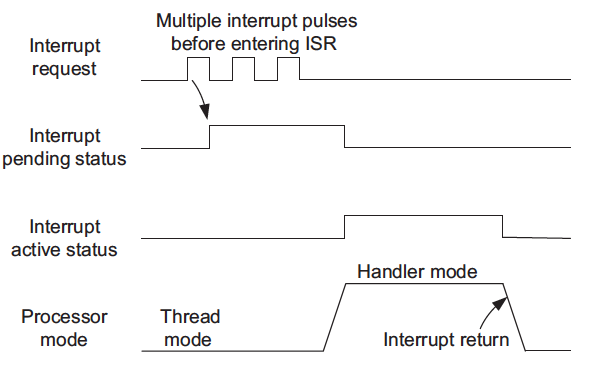 Multiple interrupt pulses
before entering ISR
Interrupt
request
Interrupt
pending status
Interrupt
active status
Handler mode
Processor
mode
Thread
mode
Interrupt return